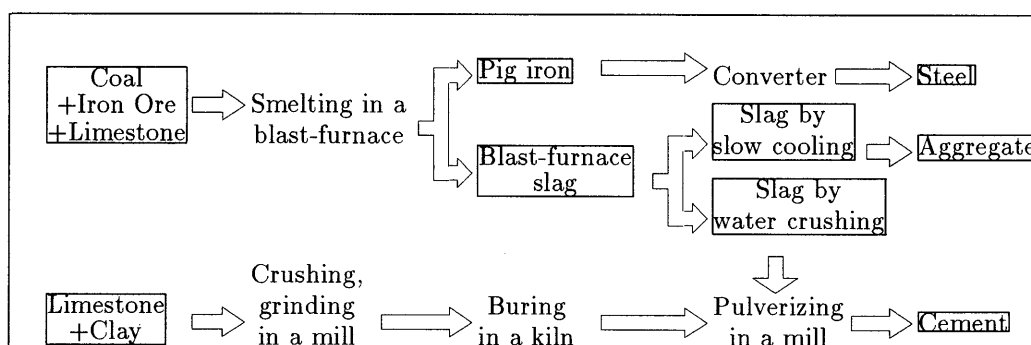 Coal
+Iron Ore
+Limestone
Smelting in a
blast-furnace
Pig iron
Converter
Steel
Blast-furnace
slag
Slag by
slow cooling
Aggregate
Slag by
water crushing
Limestone
+Clay
Crushing,
grinding
in a mill
Buring
in a kiln
Pulverizing
in a mill
Cement